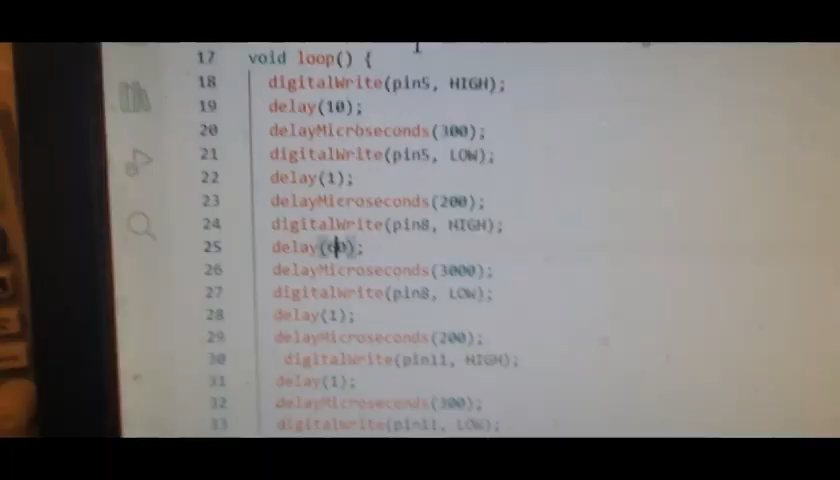 17 void loop() {
18 digitalWrite(pin5, HIGH);
19 delay(10);
20 delayMicroseconds(300);
21 digitalWrite(pin5, LOW);
22 delay(1);
23 delayMicroseconds(200);
24 digitalWrite(pin8, HIGH);
25 delay(60);
26 delayMicroseconds(3000);
27 digitalWrite(pin8, LOW);
28 delay(1);
29 delayMicroseconds(200);
30 digitalWrite(pin11, HIGH);
31 delay(1);
32 delayMicroseconds(300);
33 digitalWrite(pin11, LOW);